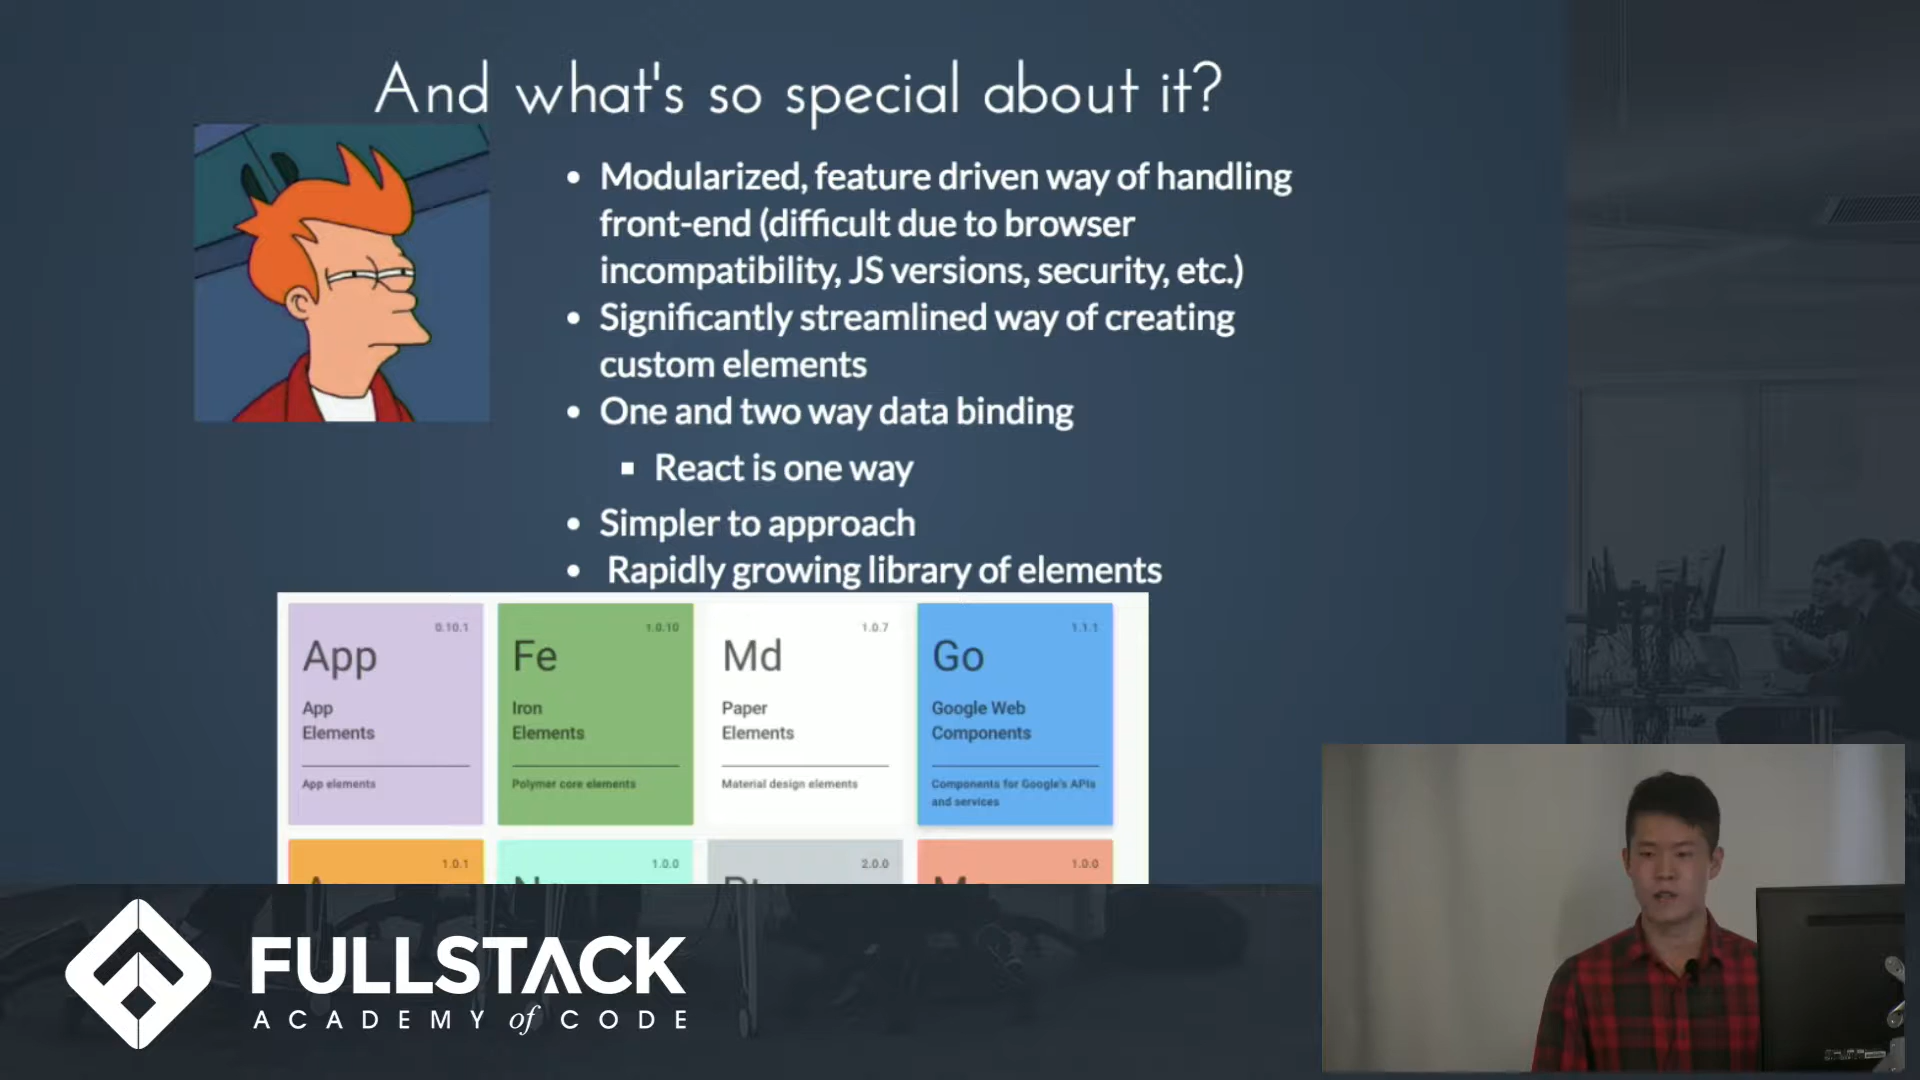 And what's so special about it?
• Modularized, feature driven way of handling
front-end (difficult due to browser
incompatibility, JS versions, security, etc.)
• Significantly streamlined way of creating
custom elements
• One and two way data binding
▪ React is one way
• Simpler to approach
• Rapidly growing library of elements
0.10.1
App
App
Elements
App elements
1.0.10
Fe
Iron
Elements
Polymer core elements
1.0.7
Md
Paper
Elements
Material design elements
1.1.1
Go
Google Web
Components
Components for Google's APIs
and services
1.0.1
1.0.0
2.0.0
1.0.0
FULLSTACK
ACADEMY of CODE